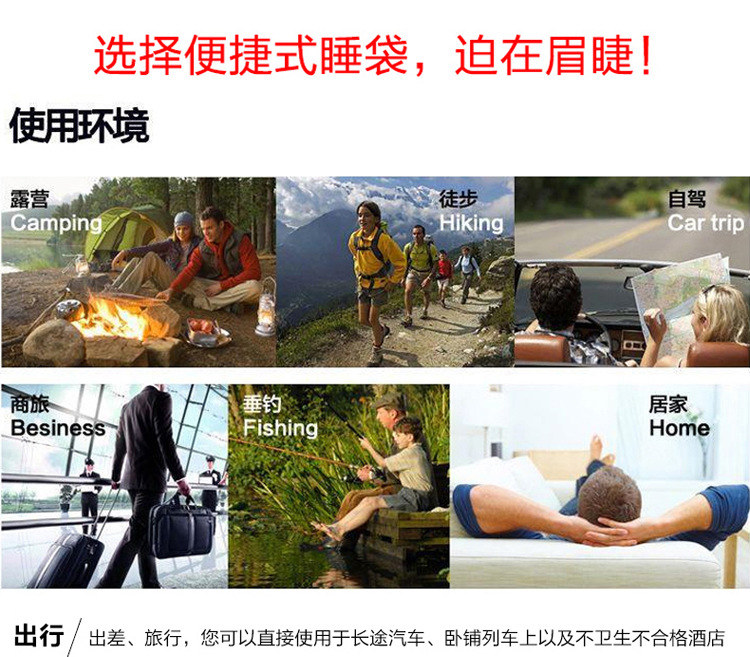 选择便捷式睡袋，迫在眉睫！
使用环境
露营
Camping
徒步
Hiking
自驾
Car trip
商旅
Besiness
垂钓
Fishing
居家
Home
出行/ 出差、旅行，您可以直接使用于长途汽车、卧铺列车上以及不卫生不合格酒店